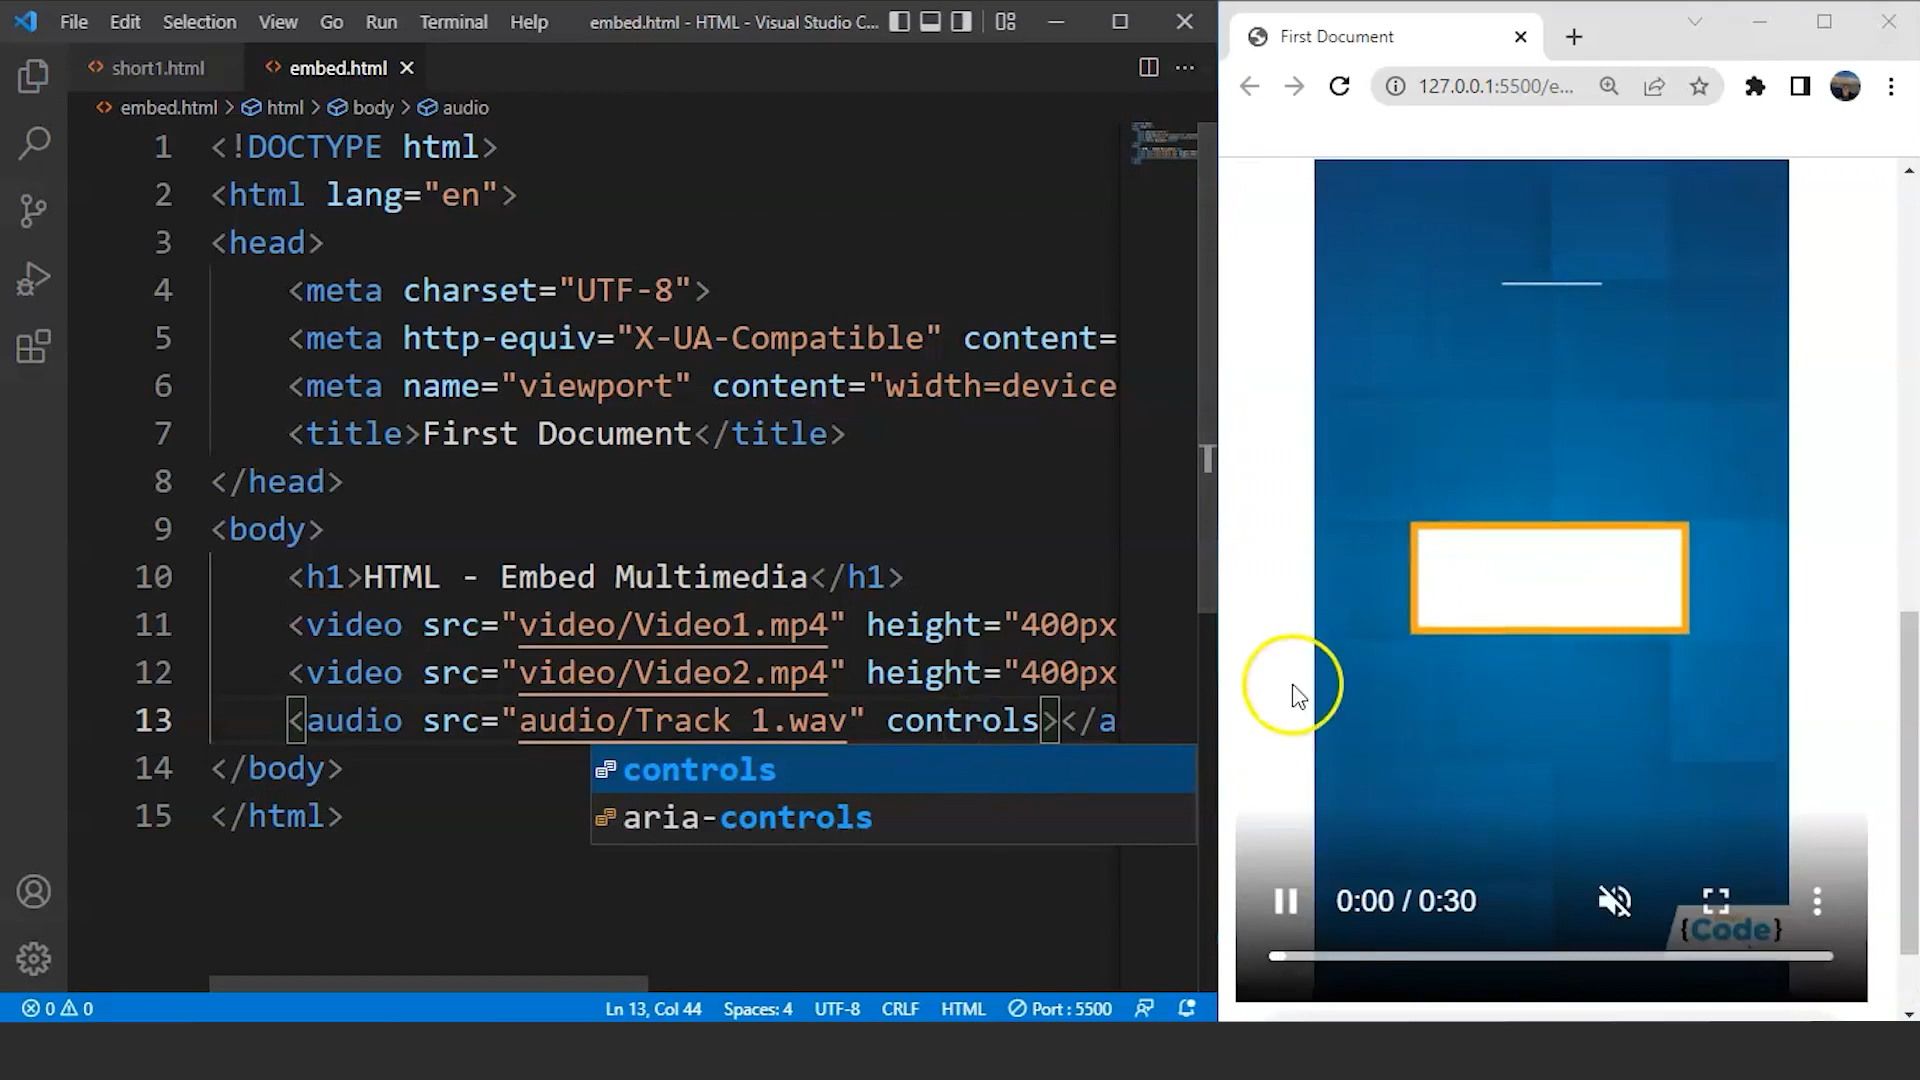 File Edit Selection View Go Run Terminal Help embed.html - HTML - Visual Studio C...
short1.html embed.html
embed.html > html > body > audio
1 <!DOCTYPE html>
2 <html lang="en">
3 <head>
4 <meta charset="UTF-8">
5 <meta http-equiv="X-UA-Compatible" content=
6 <meta name="viewport" content="width=device
7 <title>First Document</title>
8 </head>
9 <body>
10 <h1>HTML - Embed Multimedia</h1>
11 <video src="video/Video1.mp4" height="400px
12 <video src="video/Video2.mp4" height="400px
13 <audio src="audio/Track 1.wav" controls></a
controls
14 </body>
aria-controls
15 </html>
0 0 Ln 13, Col 44 Spaces: 4 UTF-8 CRLF HTML Port : 5500
First Document
127.0.0.1:5500/e...
T
0:00 / 0:30
{Code}